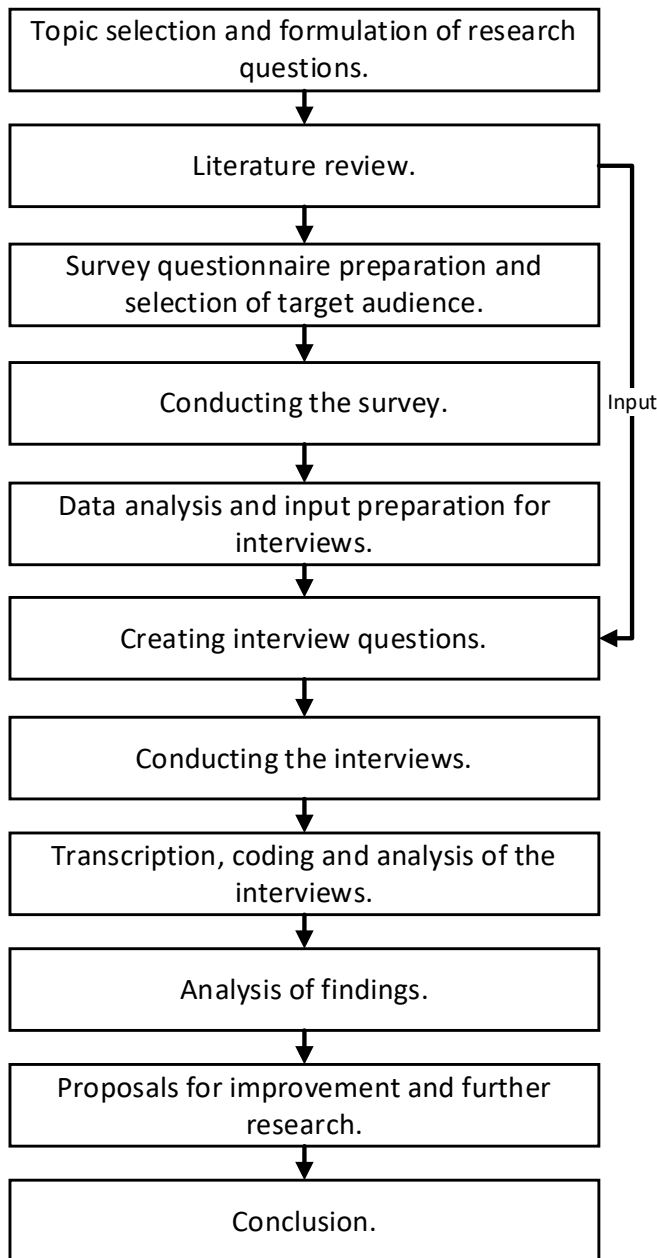 Topic selection and formulation of research
questions.
Literature review.
Survey questionnaire preparation and
selection of target audience.
Conducting the survey.
Input
Data analysis and input preparation for
interviews.
Creating interview questions.
Conducting the interviews.
Transcription, coding and analysis of the
interviews.
Analysis of findings.
Proposals for improvement and further
research.
Conclusion.